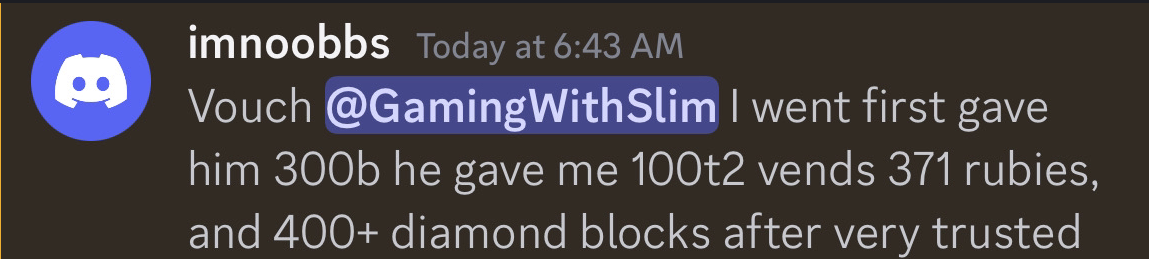 imnoobbs Today at 6:43 AM
Vouch @GamingWithSlim I went first gave
him 300b he gave me 100t2 vends 371 rubies,
and 400+ diamond blocks after very trusted